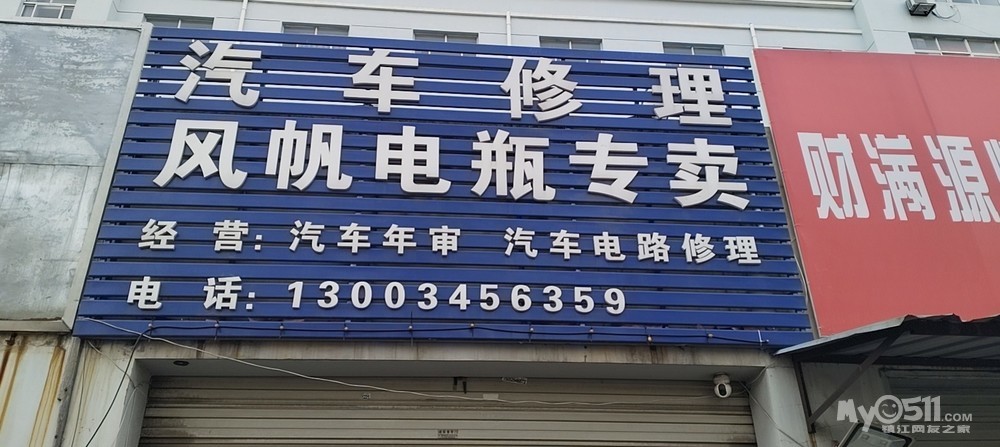 汽车修理
风帆电瓶专卖
经营：汽车年审 汽车电路修理
电话：13003456359
财满源
My0511.COM
镇江网友之家